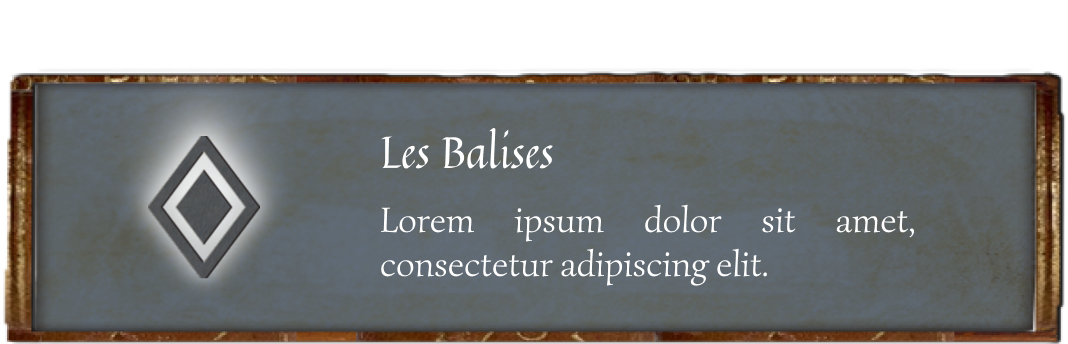 Les Balises
Lorem ipsum dolor sit amet,
consectetur adipiscing elit.